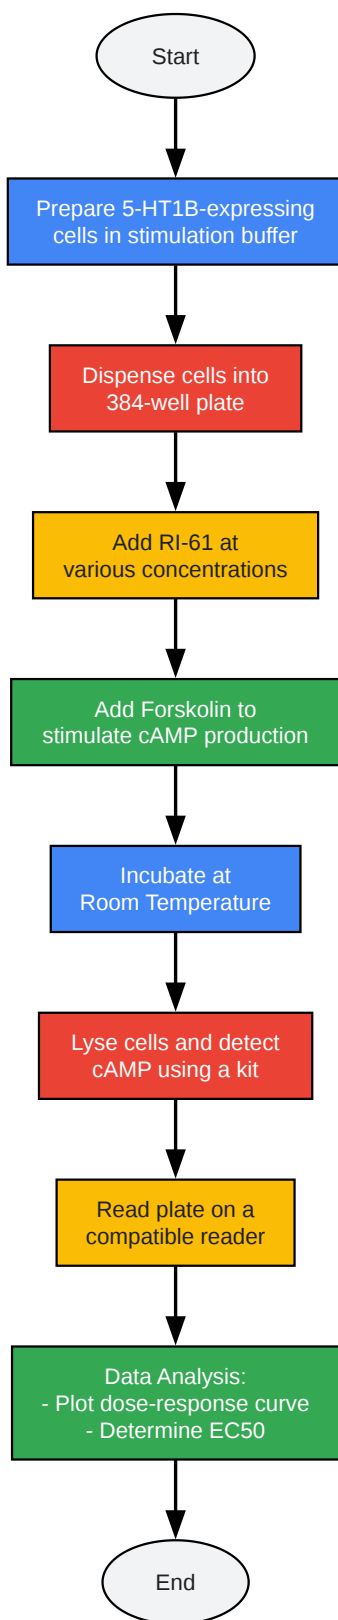 Start
Prepare 5-HT1B-expressing
cells in stimulation buffer
Dispense cells into
384-well plate
Add RI-61 at
various concentrations
Add Forskolin to
stimulate cAMP production
Incubate at
Room Temperature
Lyse cells and detect
cAMP using a kit
Read plate on a
compatible reader
Data Analysis:
- Plot dose-response curve
- Determine EC50
End